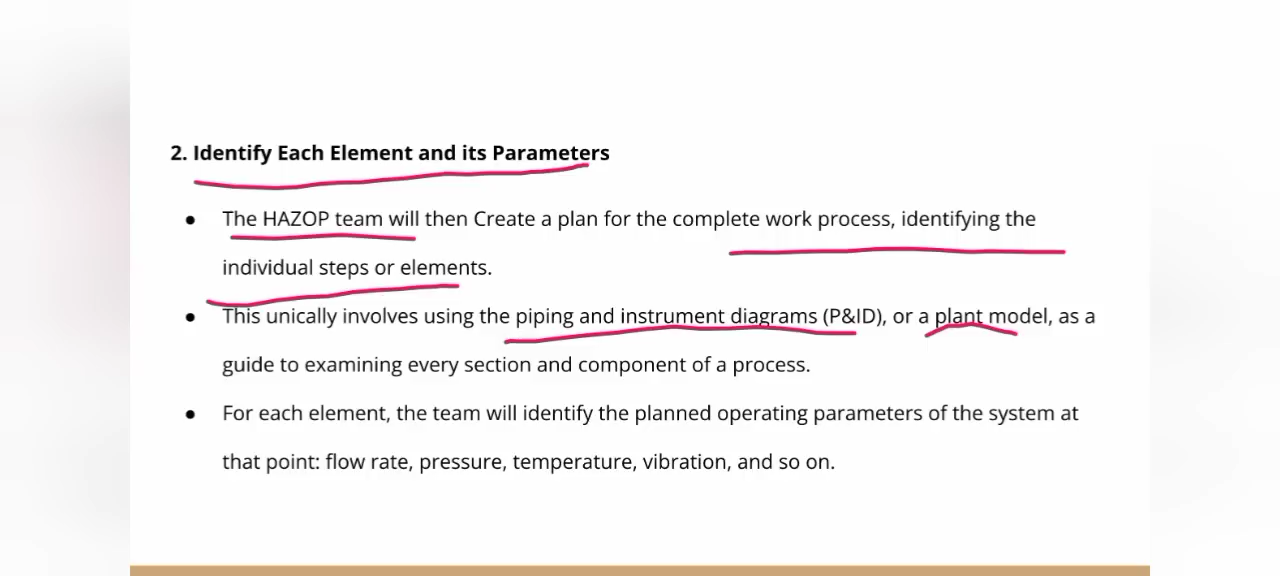 2. Identify Each Element and its Parameters
● The HAZOP team will then Create a plan for the complete work process, identifying the
individual steps or elements.
● This unically involves using the piping and instrument diagrams (P&ID), or a plant model, as a
guide to examining every section and component of a process.
● For each element, the team will identify the planned operating parameters of the system at
that point: flow rate, pressure, temperature, vibration, and so on.